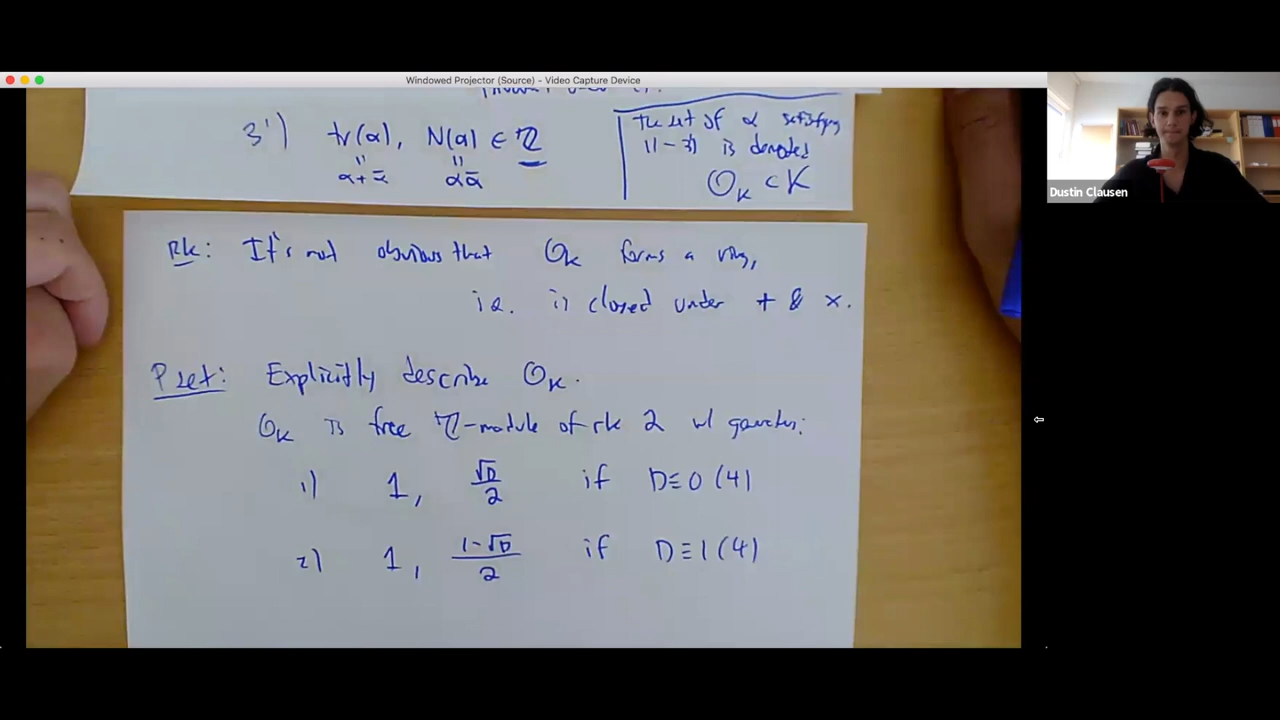 Windowed Projector (Source) - Video Capture Device
3') tr(α), N(α) ∈ ℤ
" "
α+ᾱ αᾱ
The set of α satisfying
1)-3) is denoted
𝒪_K ⊂ K
Dustin Clausen
Rk: It's not obvious that 𝒪_K forms a ring,
i.e. is closed under + & ×.
Pset: Explicitly describe 𝒪_K.
𝒪_K is free ℤ-module of rk 2 w/ generators:
1) 1, √D/2 if D≡0 (4)
2) 1, (1-√D)/2 if D≡1 (4)